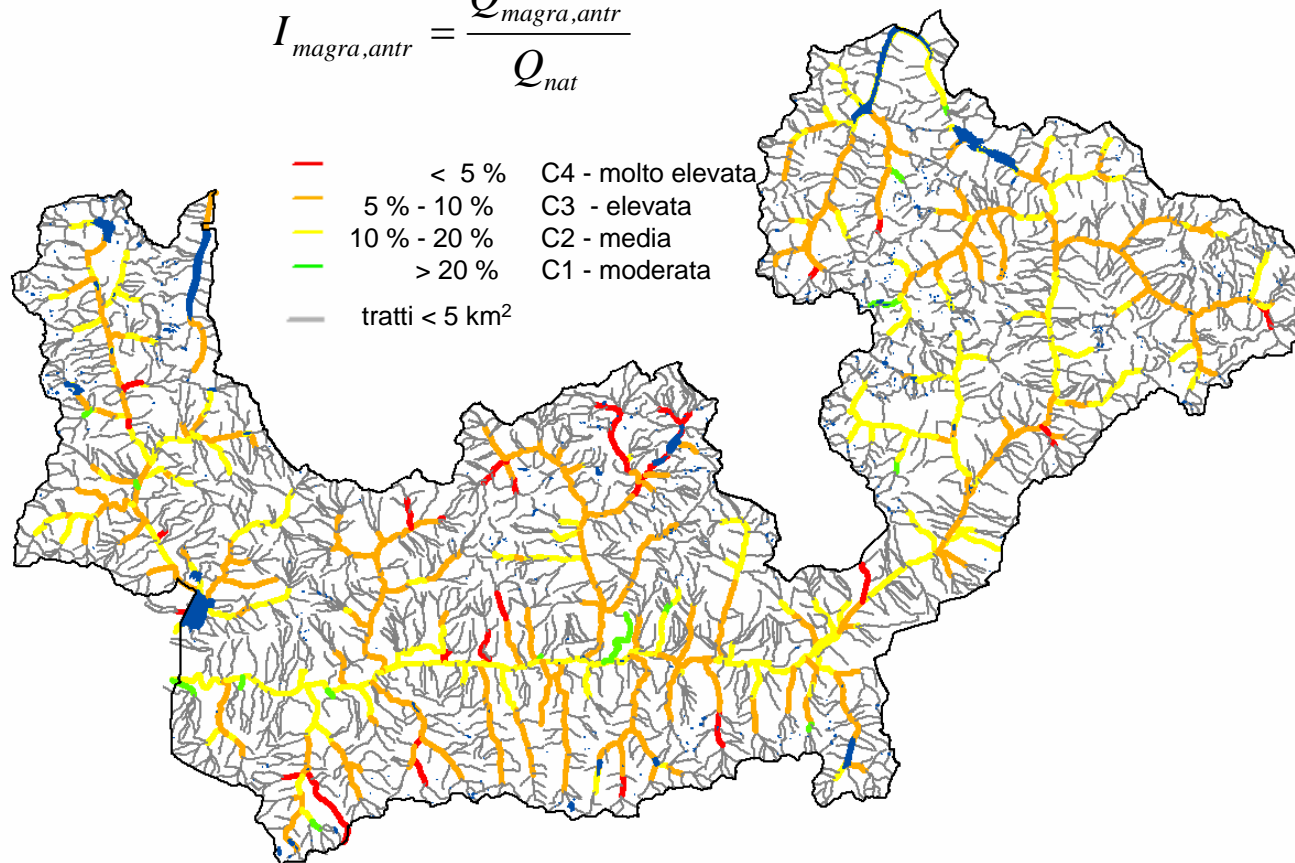 I magra,antr = Q magra,antr / Q nat
< 5 % C4 - molto elevata
5 % - 10 % C3 - elevata
10 % - 20 % C2 - media
> 20 % C1 - moderata
tratti < 5 km²